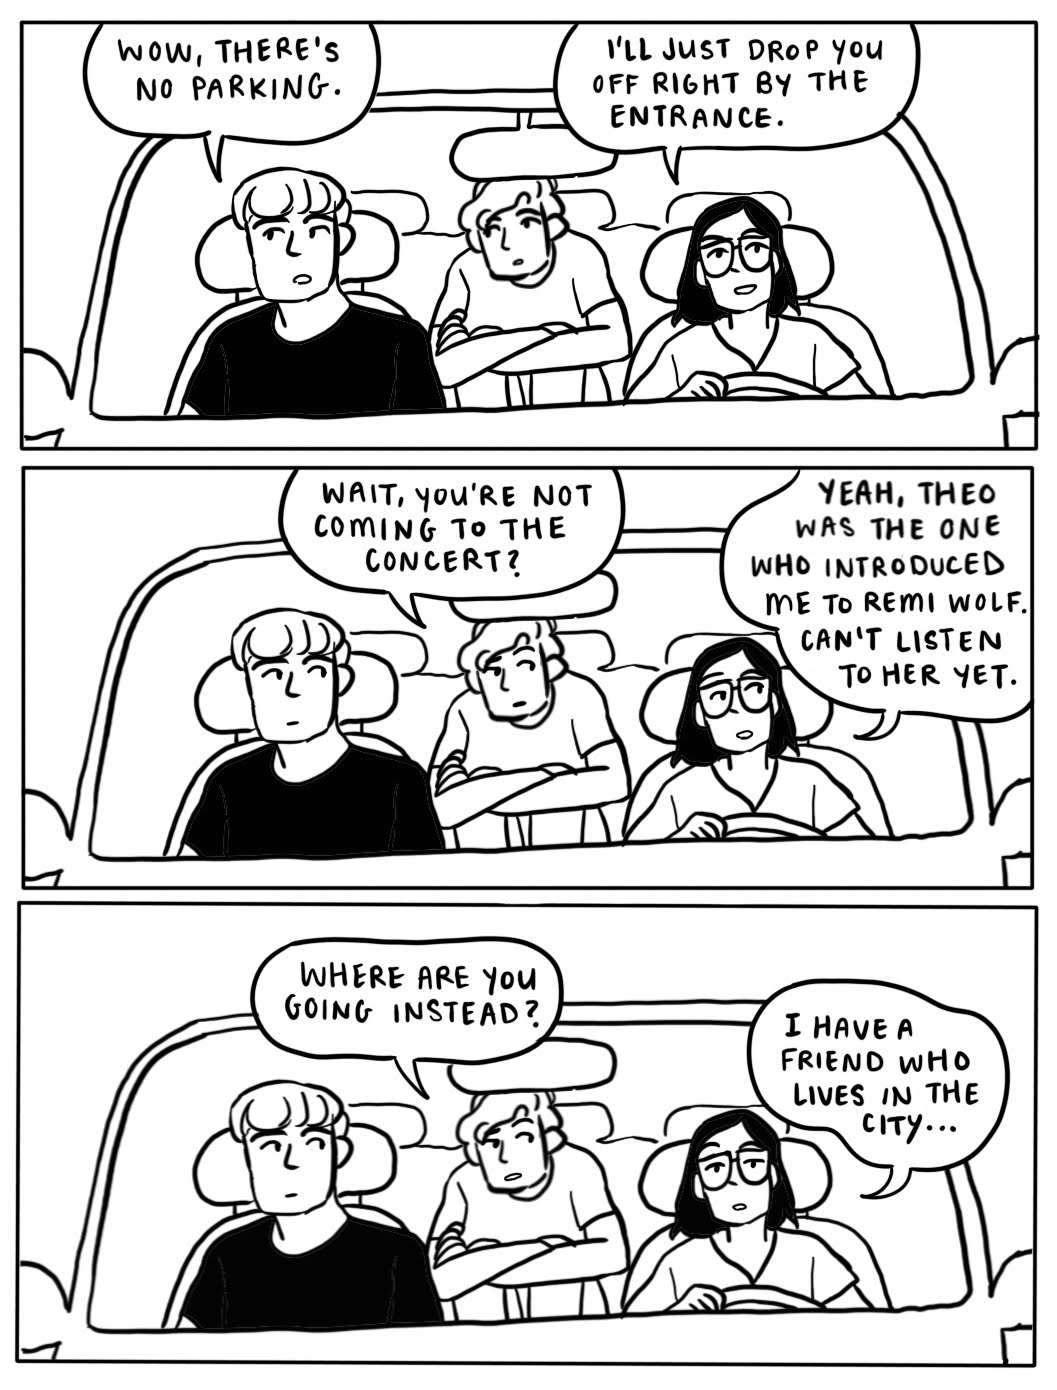 WOW, THERE'S
NO PARKING.
I'LL JUST DROP YOU
OFF RIGHT BY THE
ENTRANCE.
WAIT, YOU'RE NOT
COMING TO THE
CONCERT?
YEAH, THEO
WAS THE ONE
WHO INTRODUCED
ME TO REMI WOLF.
CAN'T LISTEN
TO HER YET.
WHERE ARE YOU
GOING INSTEAD?
I HAVE A
FRIEND WHO
LIVES IN THE
CITY...